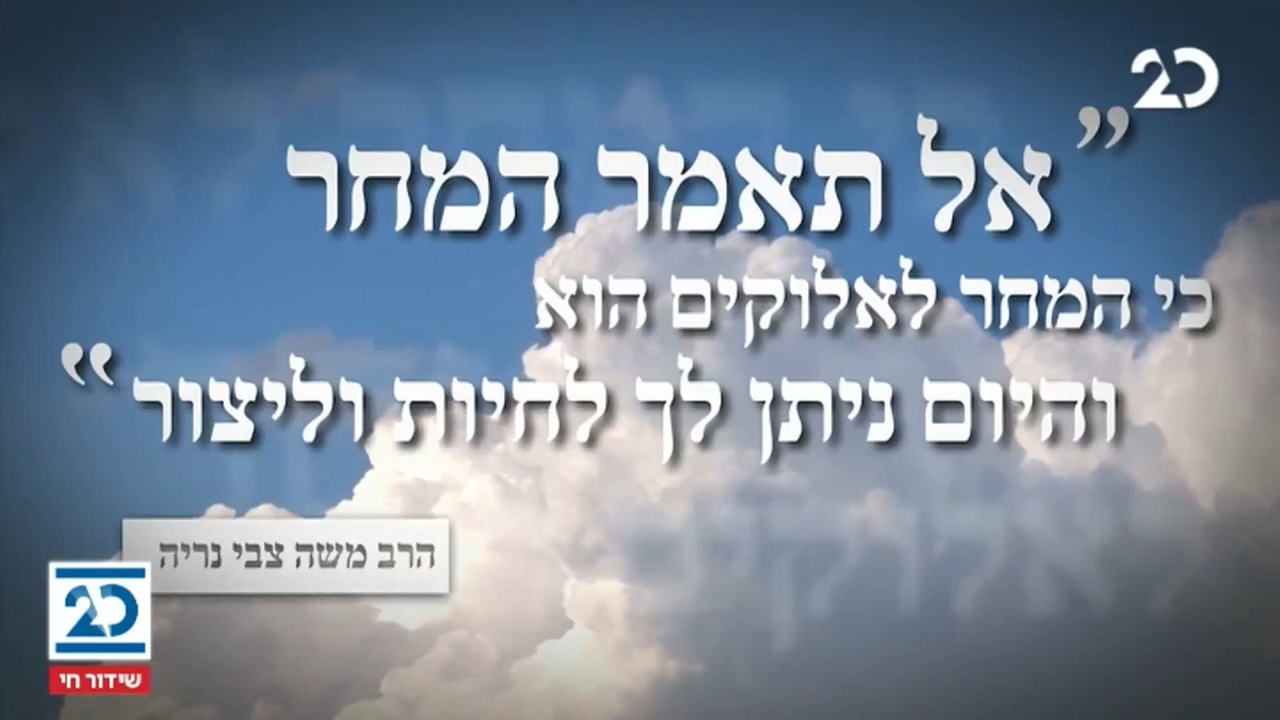 20
”אל תאמר המחר
כי המחר לאלוקים הוא
והיום ניתן לך לחיות וליצור“
הרב משה צבי נריה
20
שידור חי